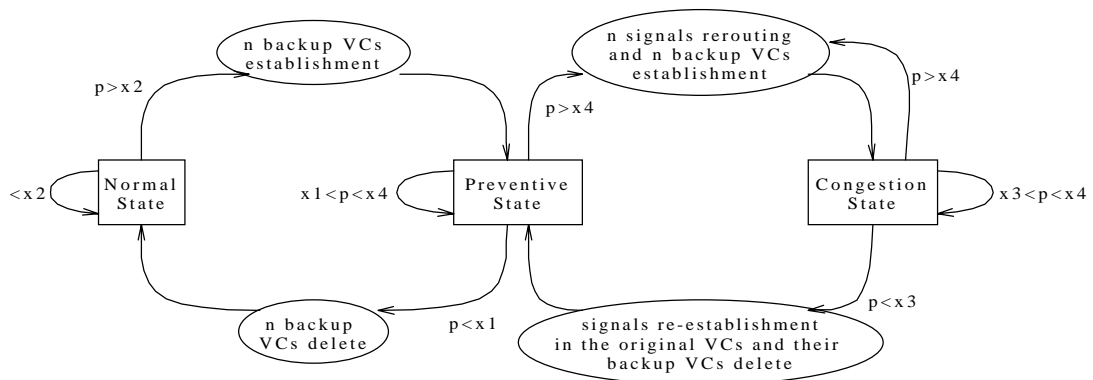 n backup VCs
establishment
n signals rerouting
and n backup VCs
establishment
p>x2
p>x4
p>x4
<x2
Normal
State
x1<p<x4
Preventive
State
Congestion
State
x3<p<x4
p<x1
p<x3
n backup
VCs delete
signals re-establishment
in the original VCs and their
backup VCs delete